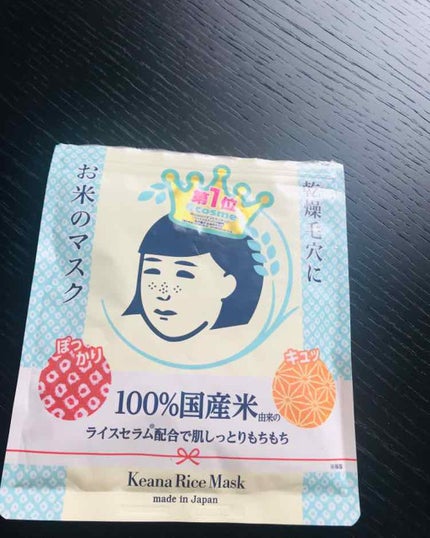 第1位
@cosme
乾燥毛穴に
お米のマスク
ぽっかり
キュッ
100%国産米由来の
ライスセラム配合で肌しっとりもちもち
Keana Rice Mask
made in Japan